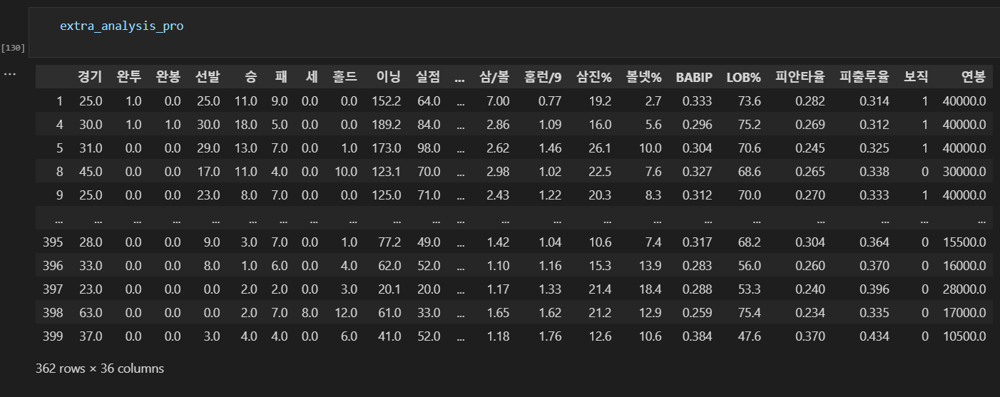 extra_analysis_pro
[130]
...
경기 완투 완봉 선발 승 패 세 홀드 이닝 실점 ... 삼/볼 홈런/9 삼진% 볼넷% BABIP LOB% 피안타율 피출루율 보직 연봉
1 25.0 1.0 0.0 25.0 11.0 9.0 0.0 0.0 152.2 64.0 ... 7.00 0.77 19.2 2.7 0.333 73.6 0.282 0.314 1 40000.0
4 30.0 1.0 1.0 30.0 18.0 5.0 0.0 0.0 189.2 84.0 ... 2.86 1.09 16.0 5.6 0.296 75.2 0.269 0.312 1 40000.0
5 31.0 0.0 0.0 29.0 13.0 7.0 0.0 1.0 173.0 98.0 ... 2.62 1.46 26.1 10.0 0.304 70.6 0.245 0.325 1 40000.0
8 45.0 0.0 0.0 17.0 11.0 4.0 0.0 10.0 123.1 70.0 ... 2.98 1.02 22.5 7.6 0.327 68.6 0.265 0.338 0 30000.0
9 25.0 0.0 0.0 23.0 8.0 7.0 0.0 0.0 125.0 71.0 ... 2.43 1.22 20.3 8.3 0.312 70.0 0.270 0.333 1 40000.0
... ... ... ... ... ... ... ... ... ... ... ... ... ... ... ... ... ... ... ... ... ...
395 28.0 0.0 0.0 9.0 3.0 7.0 0.0 1.0 77.2 49.0 ... 1.42 1.04 10.6 7.4 0.317 68.2 0.304 0.364 0 15500.0
396 33.0 0.0 0.0 8.0 1.0 6.0 0.0 4.0 62.0 52.0 ... 1.10 1.16 15.3 13.9 0.283 56.0 0.260 0.370 0 16000.0
397 23.0 0.0 0.0 0.0 2.0 2.0 0.0 3.0 20.1 20.0 ... 1.17 1.33 21.4 18.4 0.288 53.3 0.240 0.396 0 28000.0
398 63.0 0.0 0.0 0.0 2.0 7.0 8.0 12.0 61.0 33.0 ... 1.65 1.62 21.2 12.9 0.259 75.4 0.234 0.335 0 17000.0
399 37.0 0.0 0.0 3.0 4.0 4.0 0.0 6.0 41.0 52.0 ... 1.18 1.76 12.6 10.6 0.384 47.6 0.370 0.434 0 10500.0
362 rows × 36 columns